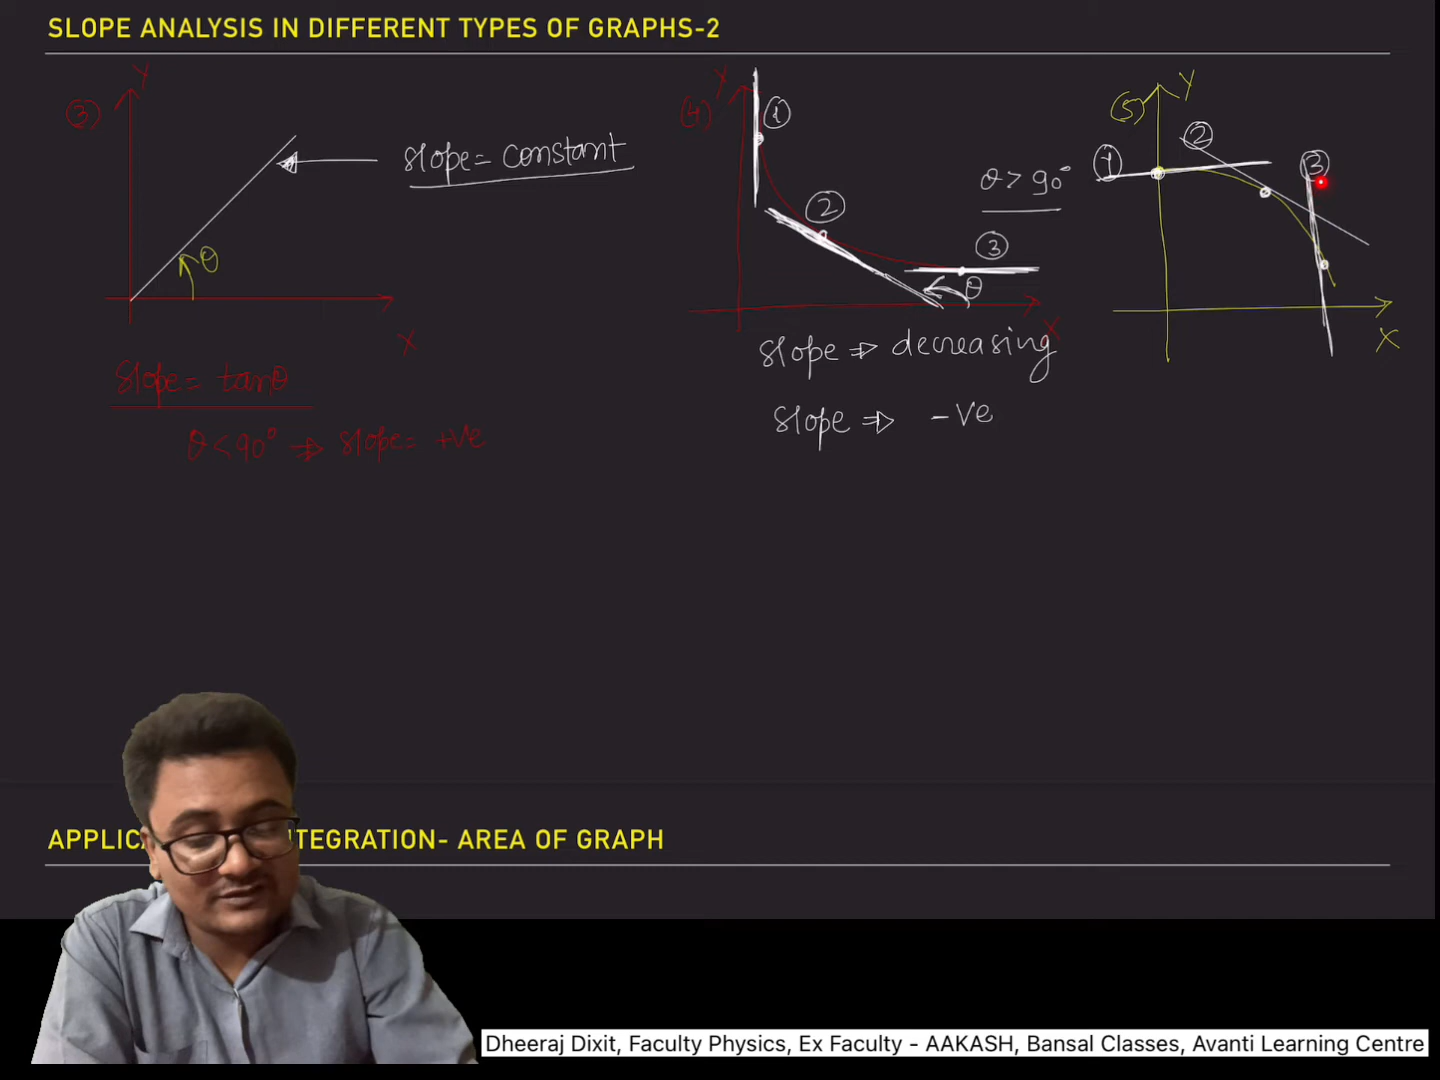 SLOPE ANALYSIS IN DIFFERENT TYPES OF GRAPHS-2
(3)
Y
θ
X
slope= constant
slope= tanθ
θ<90° ⇒ slope= +ve
(4)
Y
1
2
3
θ > 90°
θ
X
slope ⇒ decreasing
slope ⇒ -ve
(5)
Y
1
2
3
X
APPLIC NTEGRATION- AREA OF GRAPH
Dheeraj Dixit, Faculty Physics, Ex Faculty - AAKASH, Bansal Classes, Avanti Learning Centre